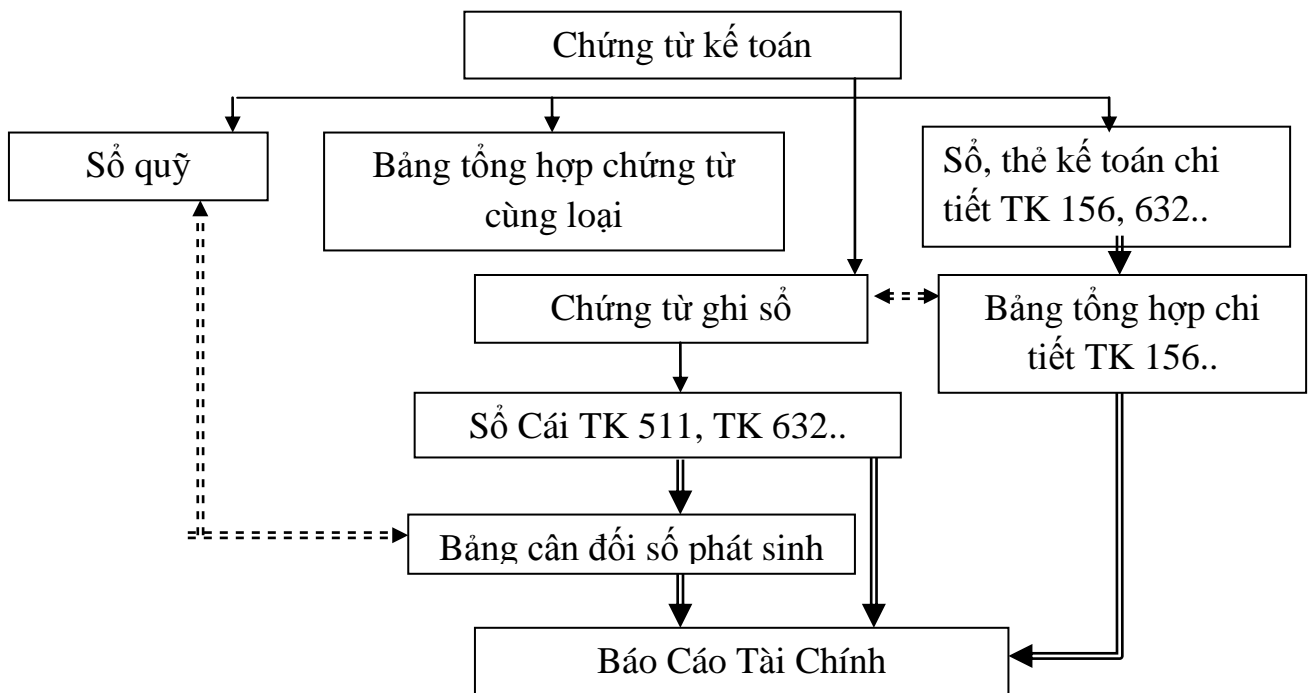 Chứng từ kế toán
Sổ quỹ
Bảng tổng hợp chứng từ
cùng loại
Sổ, thẻ kế toán chi
tiết TK 156, 632..
Chứng từ ghi sổ
Bảng tổng hợp chi
tiết TK 156..
Sổ Cái TK 511, TK 632..
Bảng cân đối số phát sinh
Báo Cáo Tài Chính